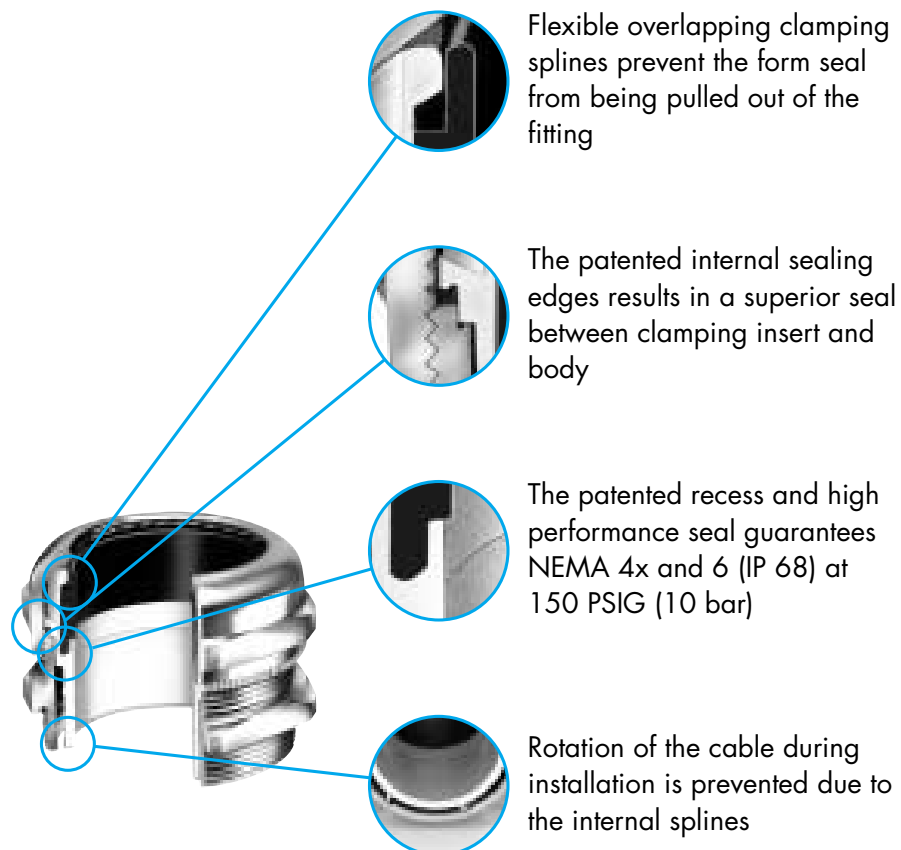 Flexible overlapping clamping
splines prevent the form seal
from being pulled out of the
fitting
The patented internal sealing
edges results in a superior seal
between clamping insert and
body
The patented recess and high
performance seal guarantees
NEMA 4x and 6 (IP 68) at
150 PSIG (10 bar)
Rotation of the cable during
installation is prevented due to
the internal splines